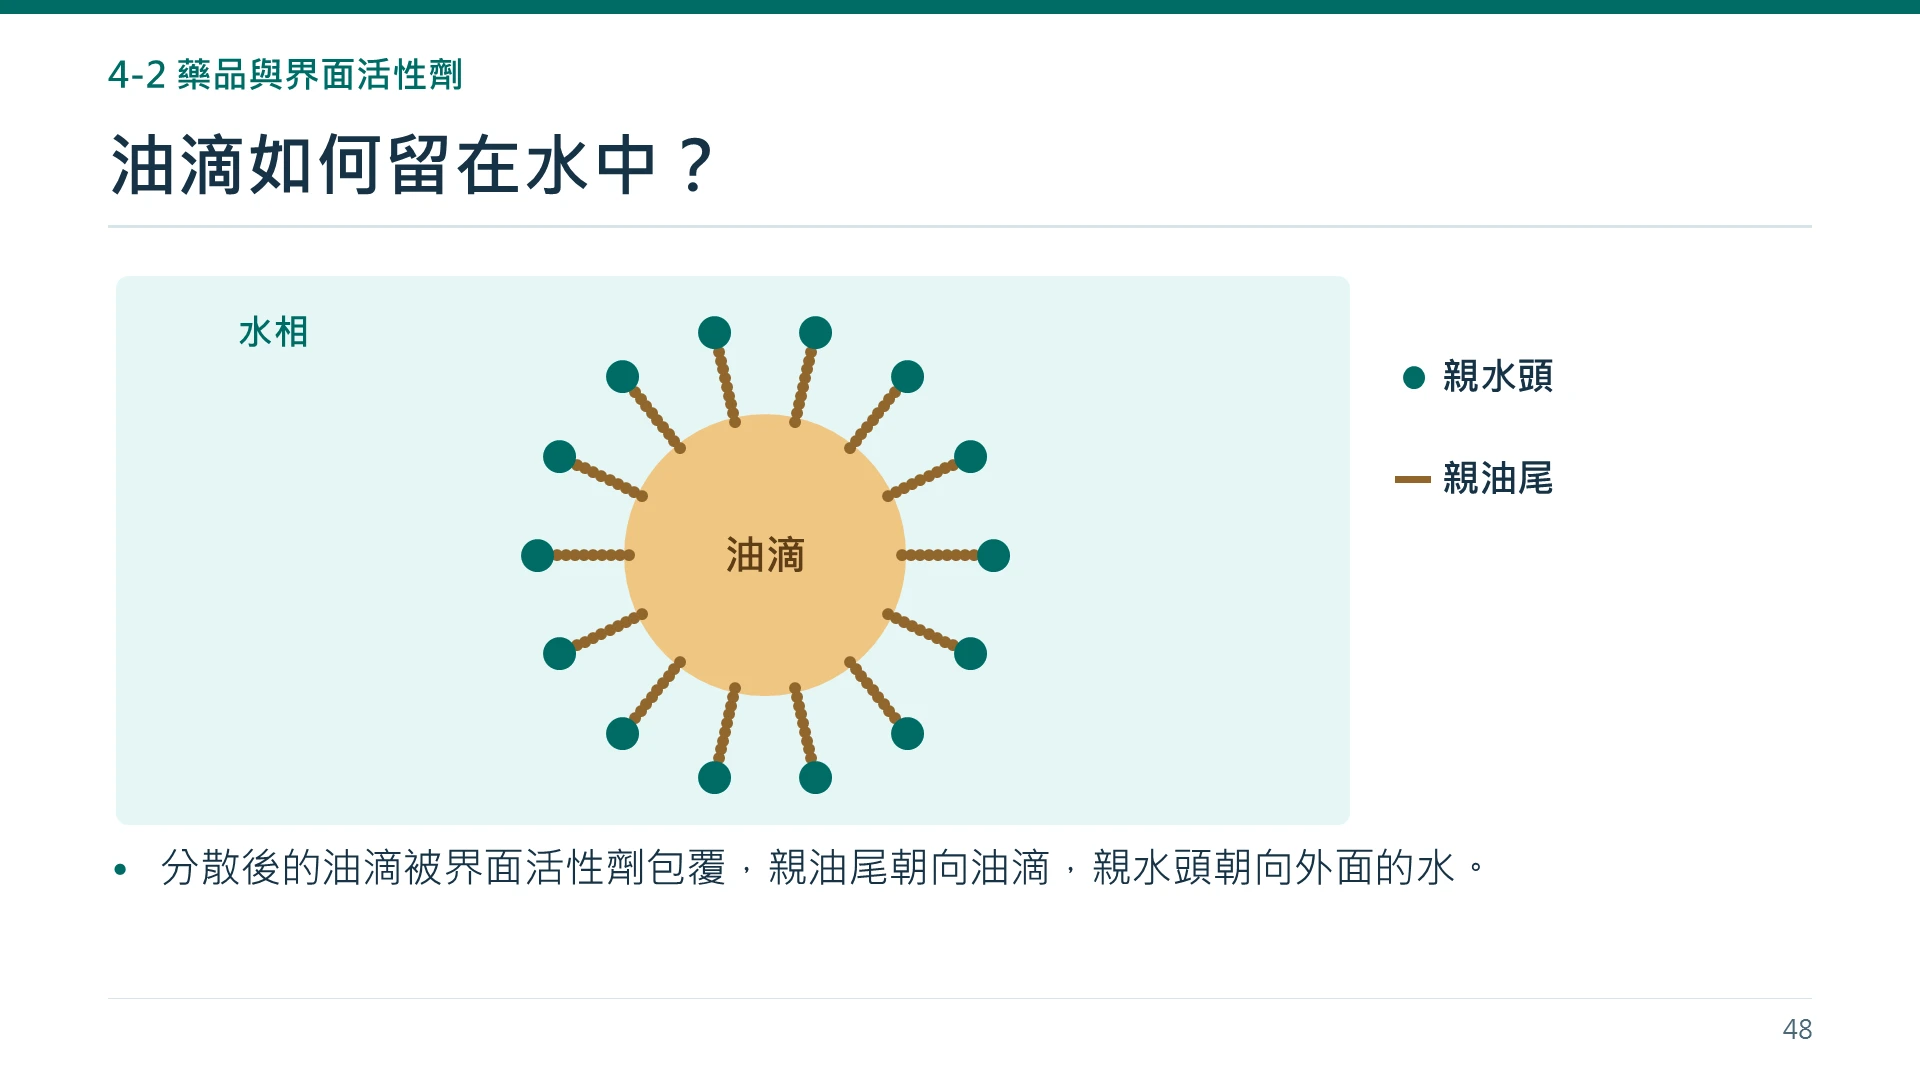 4-2 藥品與界面活性劑
油滴如何留在水中？
水相
親水頭
親油尾
油滴
• 分散後的油滴被界面活性劑包覆，親油尾朝向油滴，親水頭朝向外面的水。
48